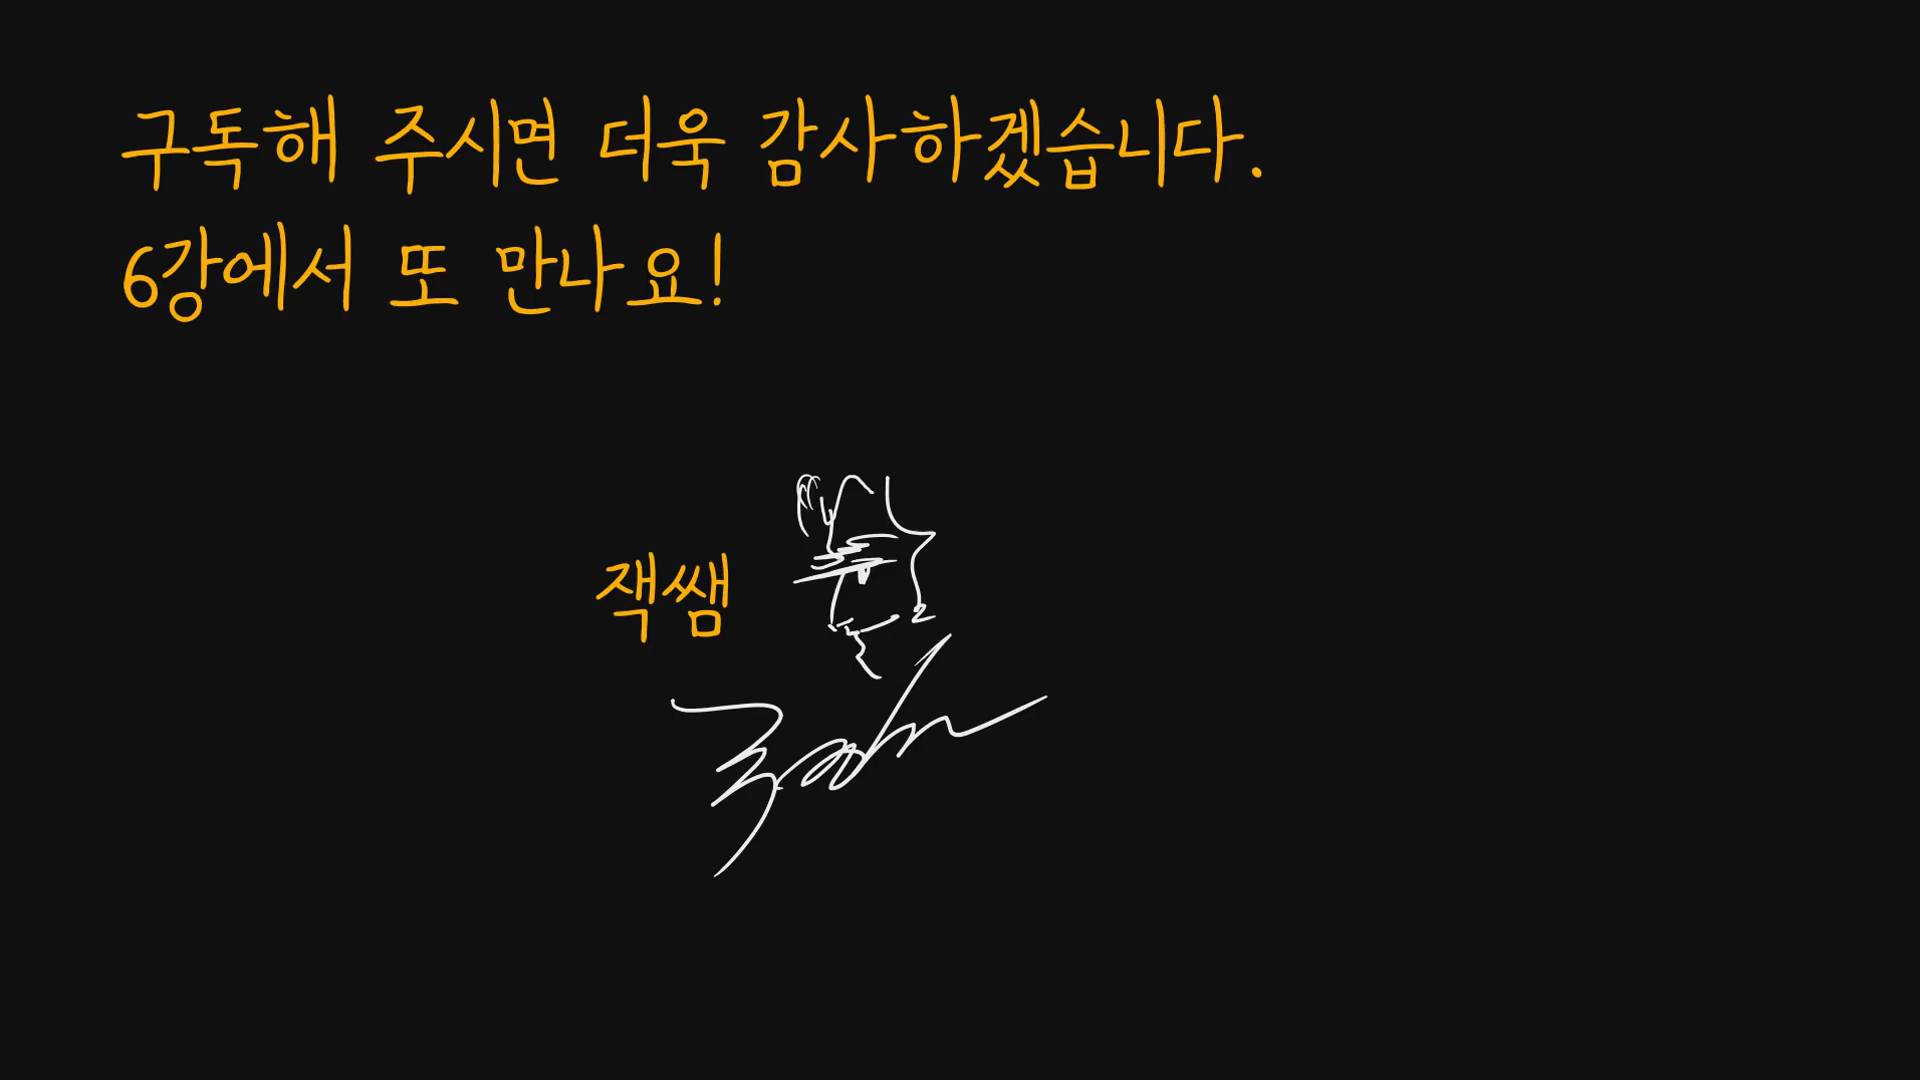 구독해 주시면 더욱 감사하겠습니다.
6강에서 또 만나요!
잭쌤